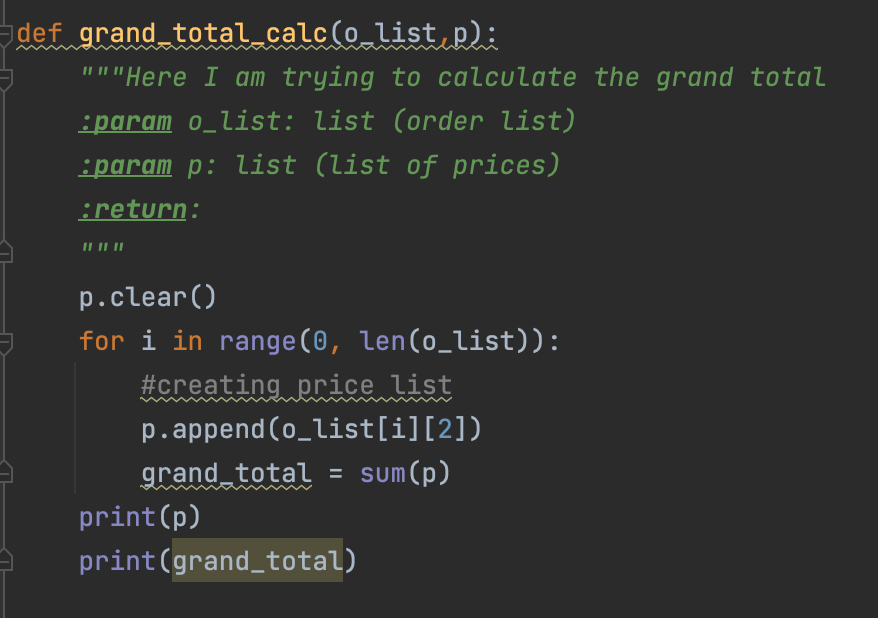 def grand_total_calc(o_list,p):
    """Here I am trying to calculate the grand total
    :param o_list: list (order list)
    :param p: list (list of prices)
    :return:
    """
    p.clear()
    for i in range(0, len(o_list)):
        #creating price list
        p.append(o_list[i][2])
        grand_total = sum(p)
    print(p)
    print(grand_total)